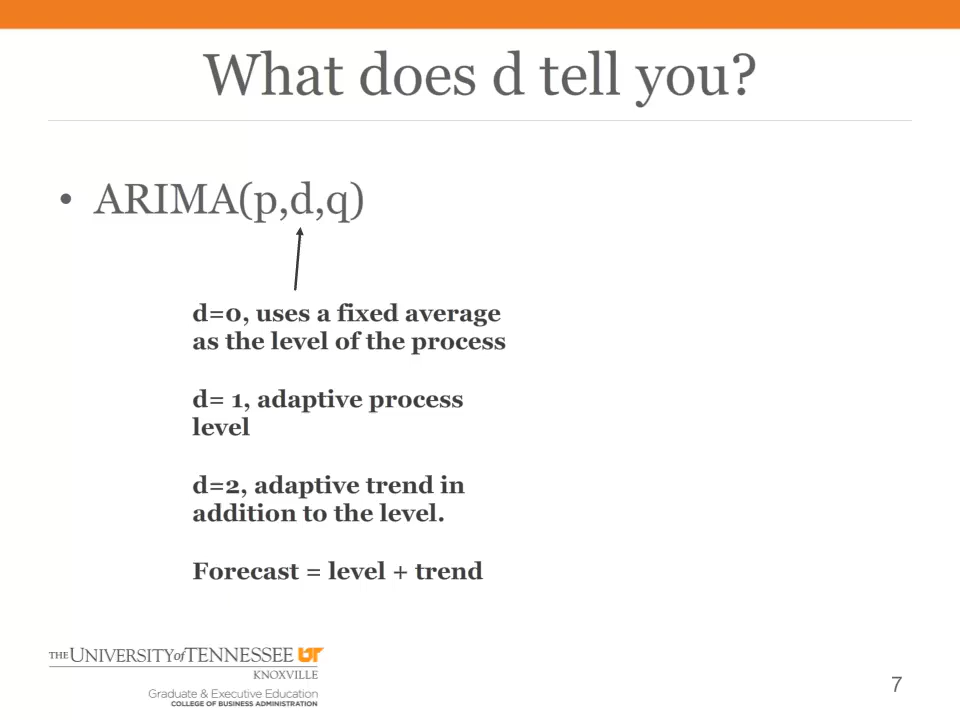 What does d tell you?
• ARIMA(p,d,q)
d=0, uses a fixed average
as the level of the process
d= 1, adaptive process
level
d=2, adaptive trend in
addition to the level.
Forecast = level + trend
THE UNIVERSITY of TENNESSEE UT
KNOXVILLE
Graduate & Executive Education
COLLEGE OF BUSINESS ADMINISTRATION
7